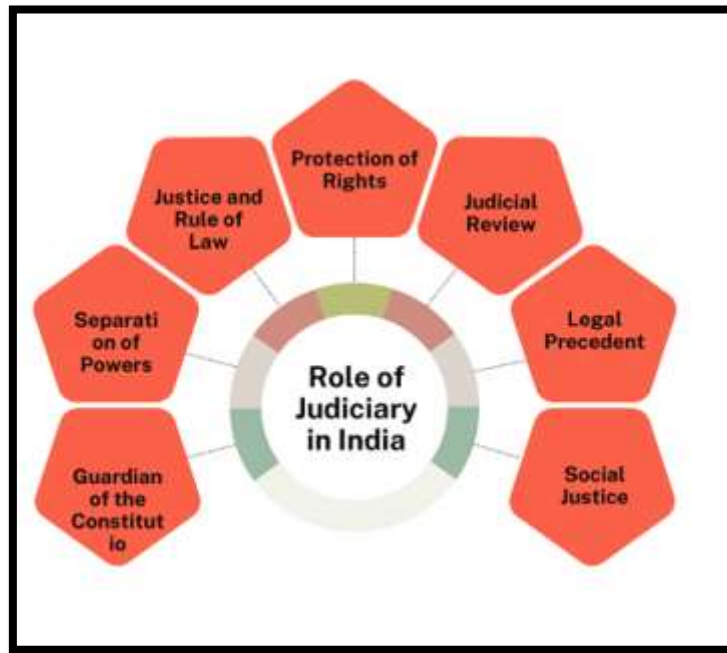 Protection of
Rights
Justice and
Rule of
Law
Judicial
Review
Separati
on of
Powers
Legal
Precedent
Role of
Judiciary
in India
Guardian
of the
Constitut
io
Social
Justice